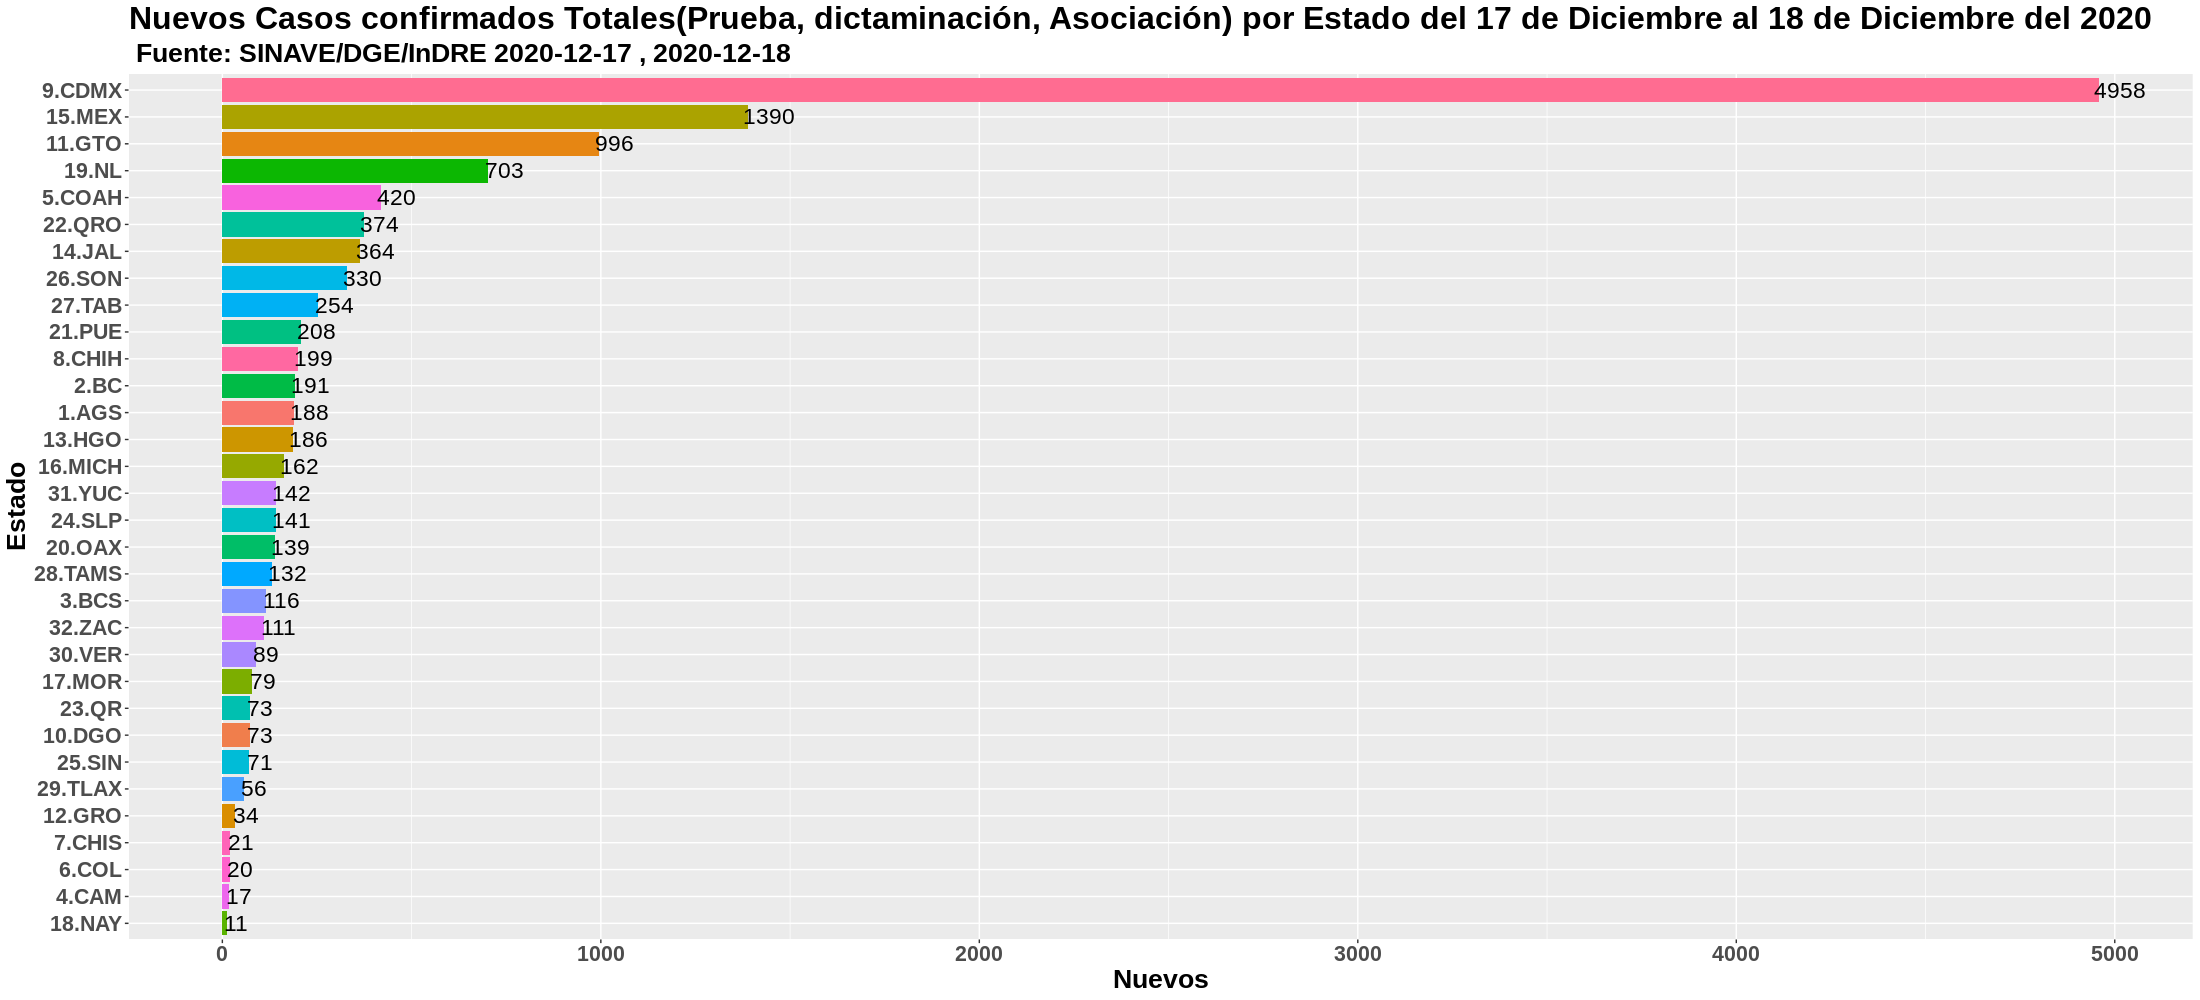 Nuevos Casos confirmados Totales(Prueba, dictaminación, Asociación) por Estado del 17 de Diciembre al 18 de Diciembre del 2020
Fuente: SINAVE/DGE/InDRE 2020-12-17 , 2020-12-18
9.CDMX 4958
15.MEX 1390
11.GTO 996
19.NL 703
5.COAH 420
22.QRO 374
14.JAL 364
26.SON 330
27.TAB 254
21.PUE 208
8.CHIH 199
2.BC 191
1.AGS 188
13.HGO 186
16.MICH 162
31.YUC 142
24.SLP 141
20.OAX 139
28.TAMS 132
3.BCS 116
32.ZAC 111
30.VER 89
17.MOR 79
23.QR 73
10.DGO 73
25.SIN 71
29.TLAX 56
12.GRO 34
7.CHIS 21
6.COL 20
4.CAM 17
18.NAY 11
Estado
0 1000 2000 3000 4000 5000
Nuevos